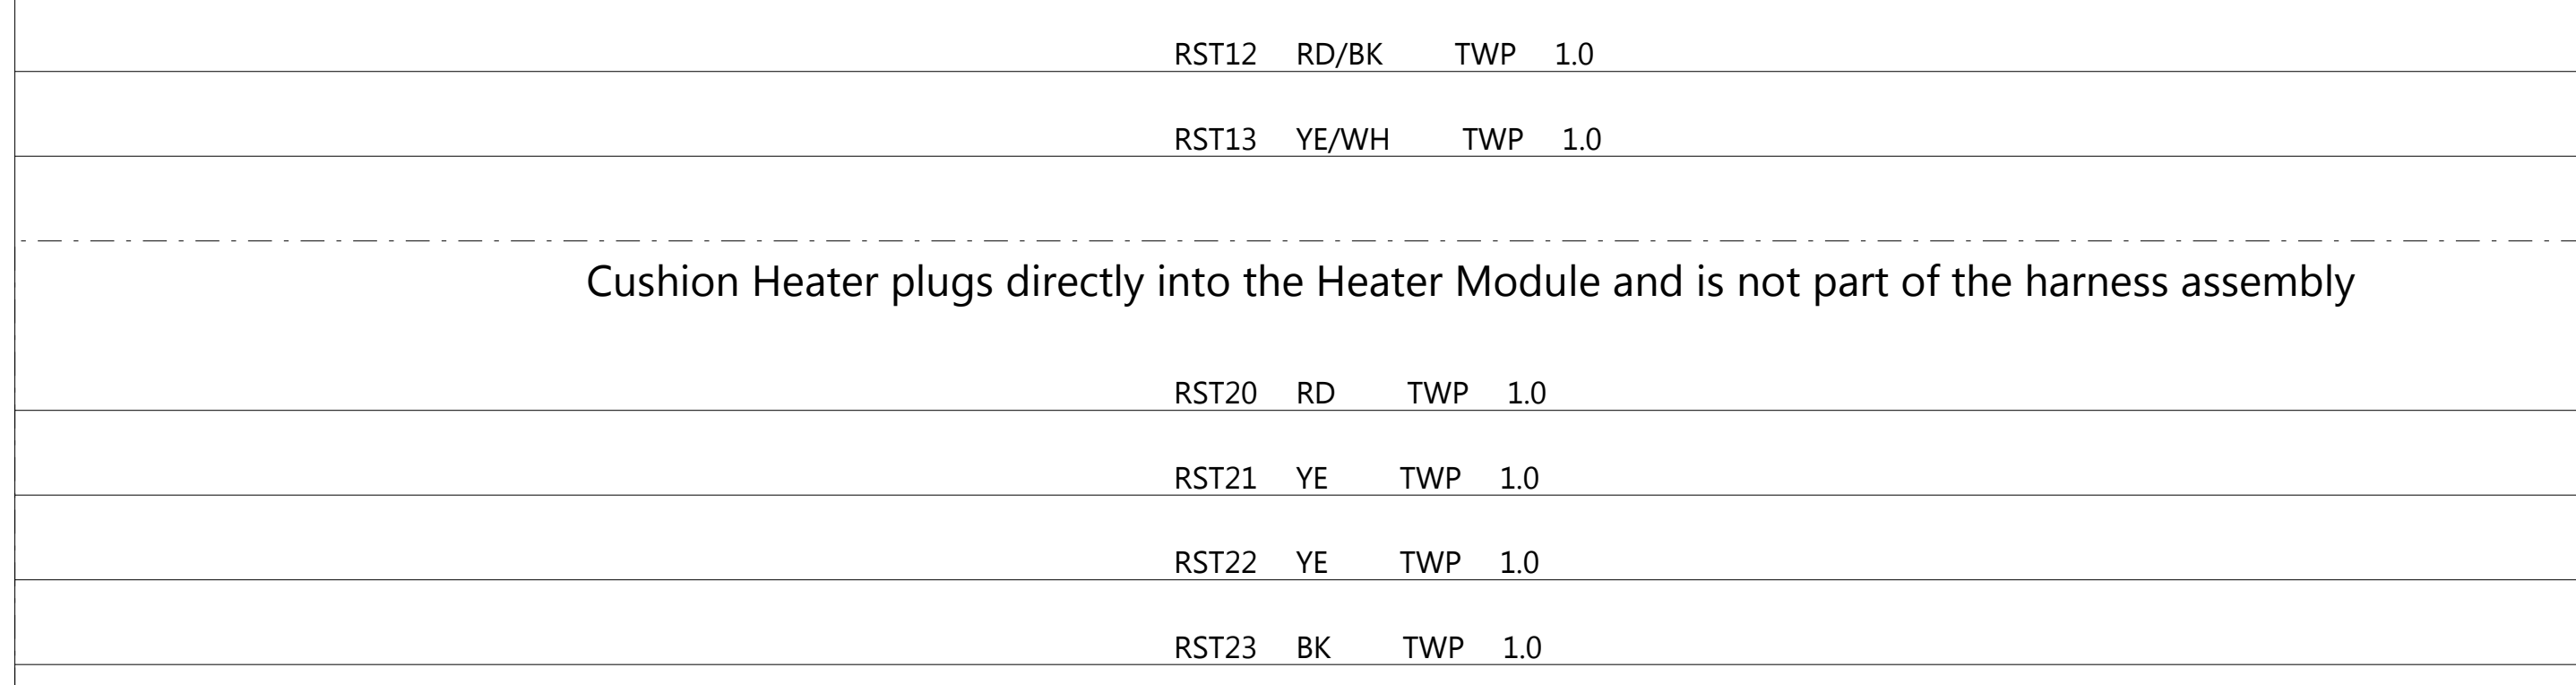 RST12 RD/BK TWP 1.0
RST13 YE/WH TWP 1.0
Cushion Heater plugs directly into the Heater Module and is not part of the harness assembly
RST20 RD TWP 1.0
RST21 YE TWP 1.0
RST22 YE TWP 1.0
RST23 BK TWP 1.0